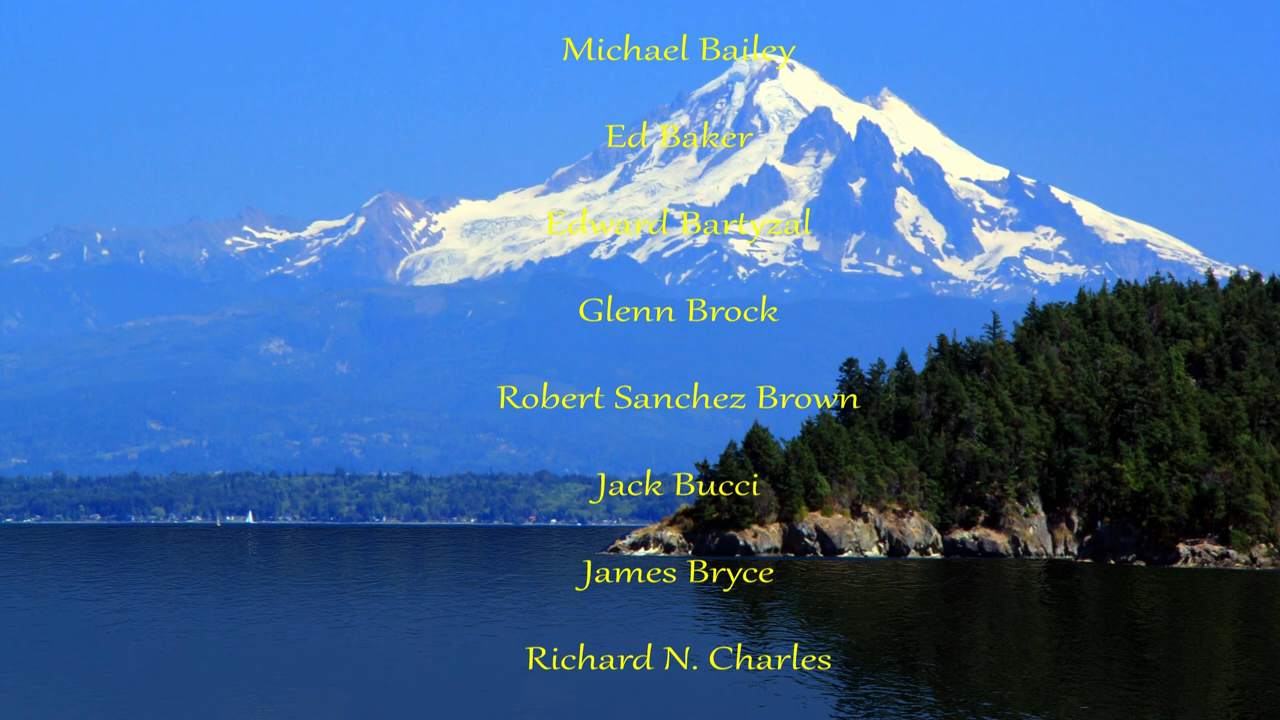 Michael Bailey
Ed Baker
Edward Bartyzal
Glenn Brock
Robert Sanchez Brown
Jack Bucci
James Bryce
Richard N. Charles